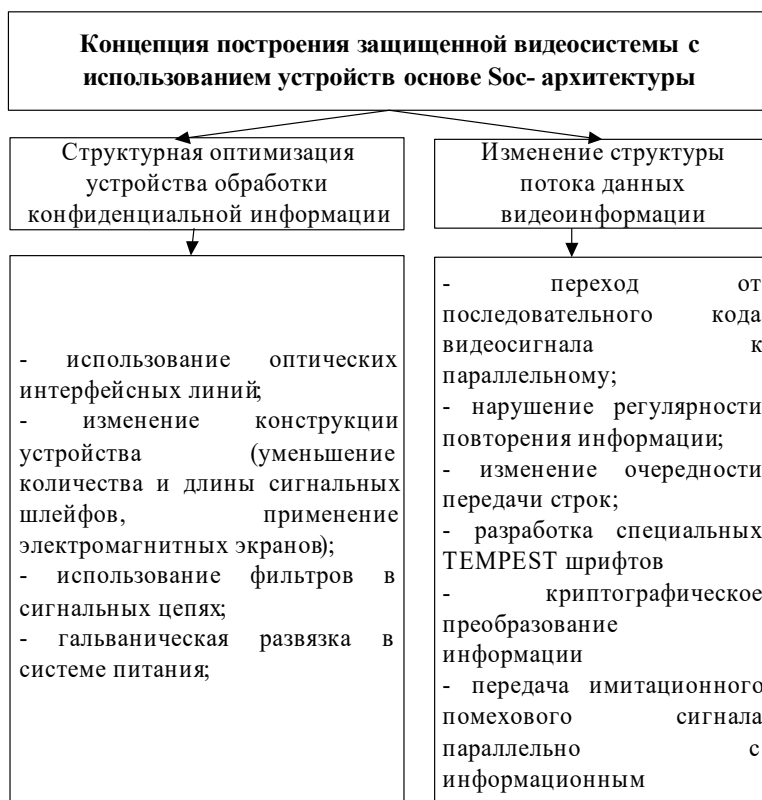 Концепция построения защищенной видеосистемы с
использованием устройств основе Soc- архитектуры
Структурная оптимизация
устройства обработки
конфиденциальной информации
Изменение структуры
потока данных
видеоинформации
- использование оптических
интерфейсных линий;
- изменение конструкции
устройства (уменьшение
количества и длины сигнальных
шлейфов, применение
электромагнитных экранов);
- использование фильтров в
сигнальных цепях;
- гальваническая развязка в
системе питания;
- переход от
последовательного кода
видеосигнала к
параллельному;
- нарушение регулярности
повторения информации;
- изменение очередности
передачи строк;
- разработка специальных
TEMPEST шрифтов
- криптографическое
преобразование
информации
- передача имитационного
помехового сигнала
параллельно с
информационным